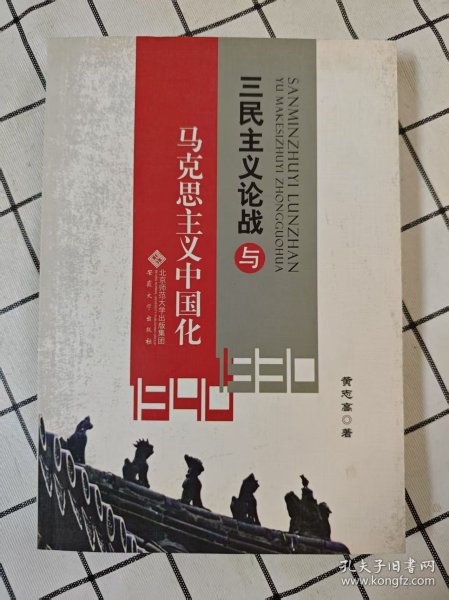 三民主义论战
与
马克思主义中国化
SANMINZHUYI LUNZHAN
YU MAKESIZHUYI ZHONGGUOHUA
北京师范大学出版集团
安徽大学出版社
1930
1940
黄志高◎著
孔夫子旧书网
www.kongfz.com